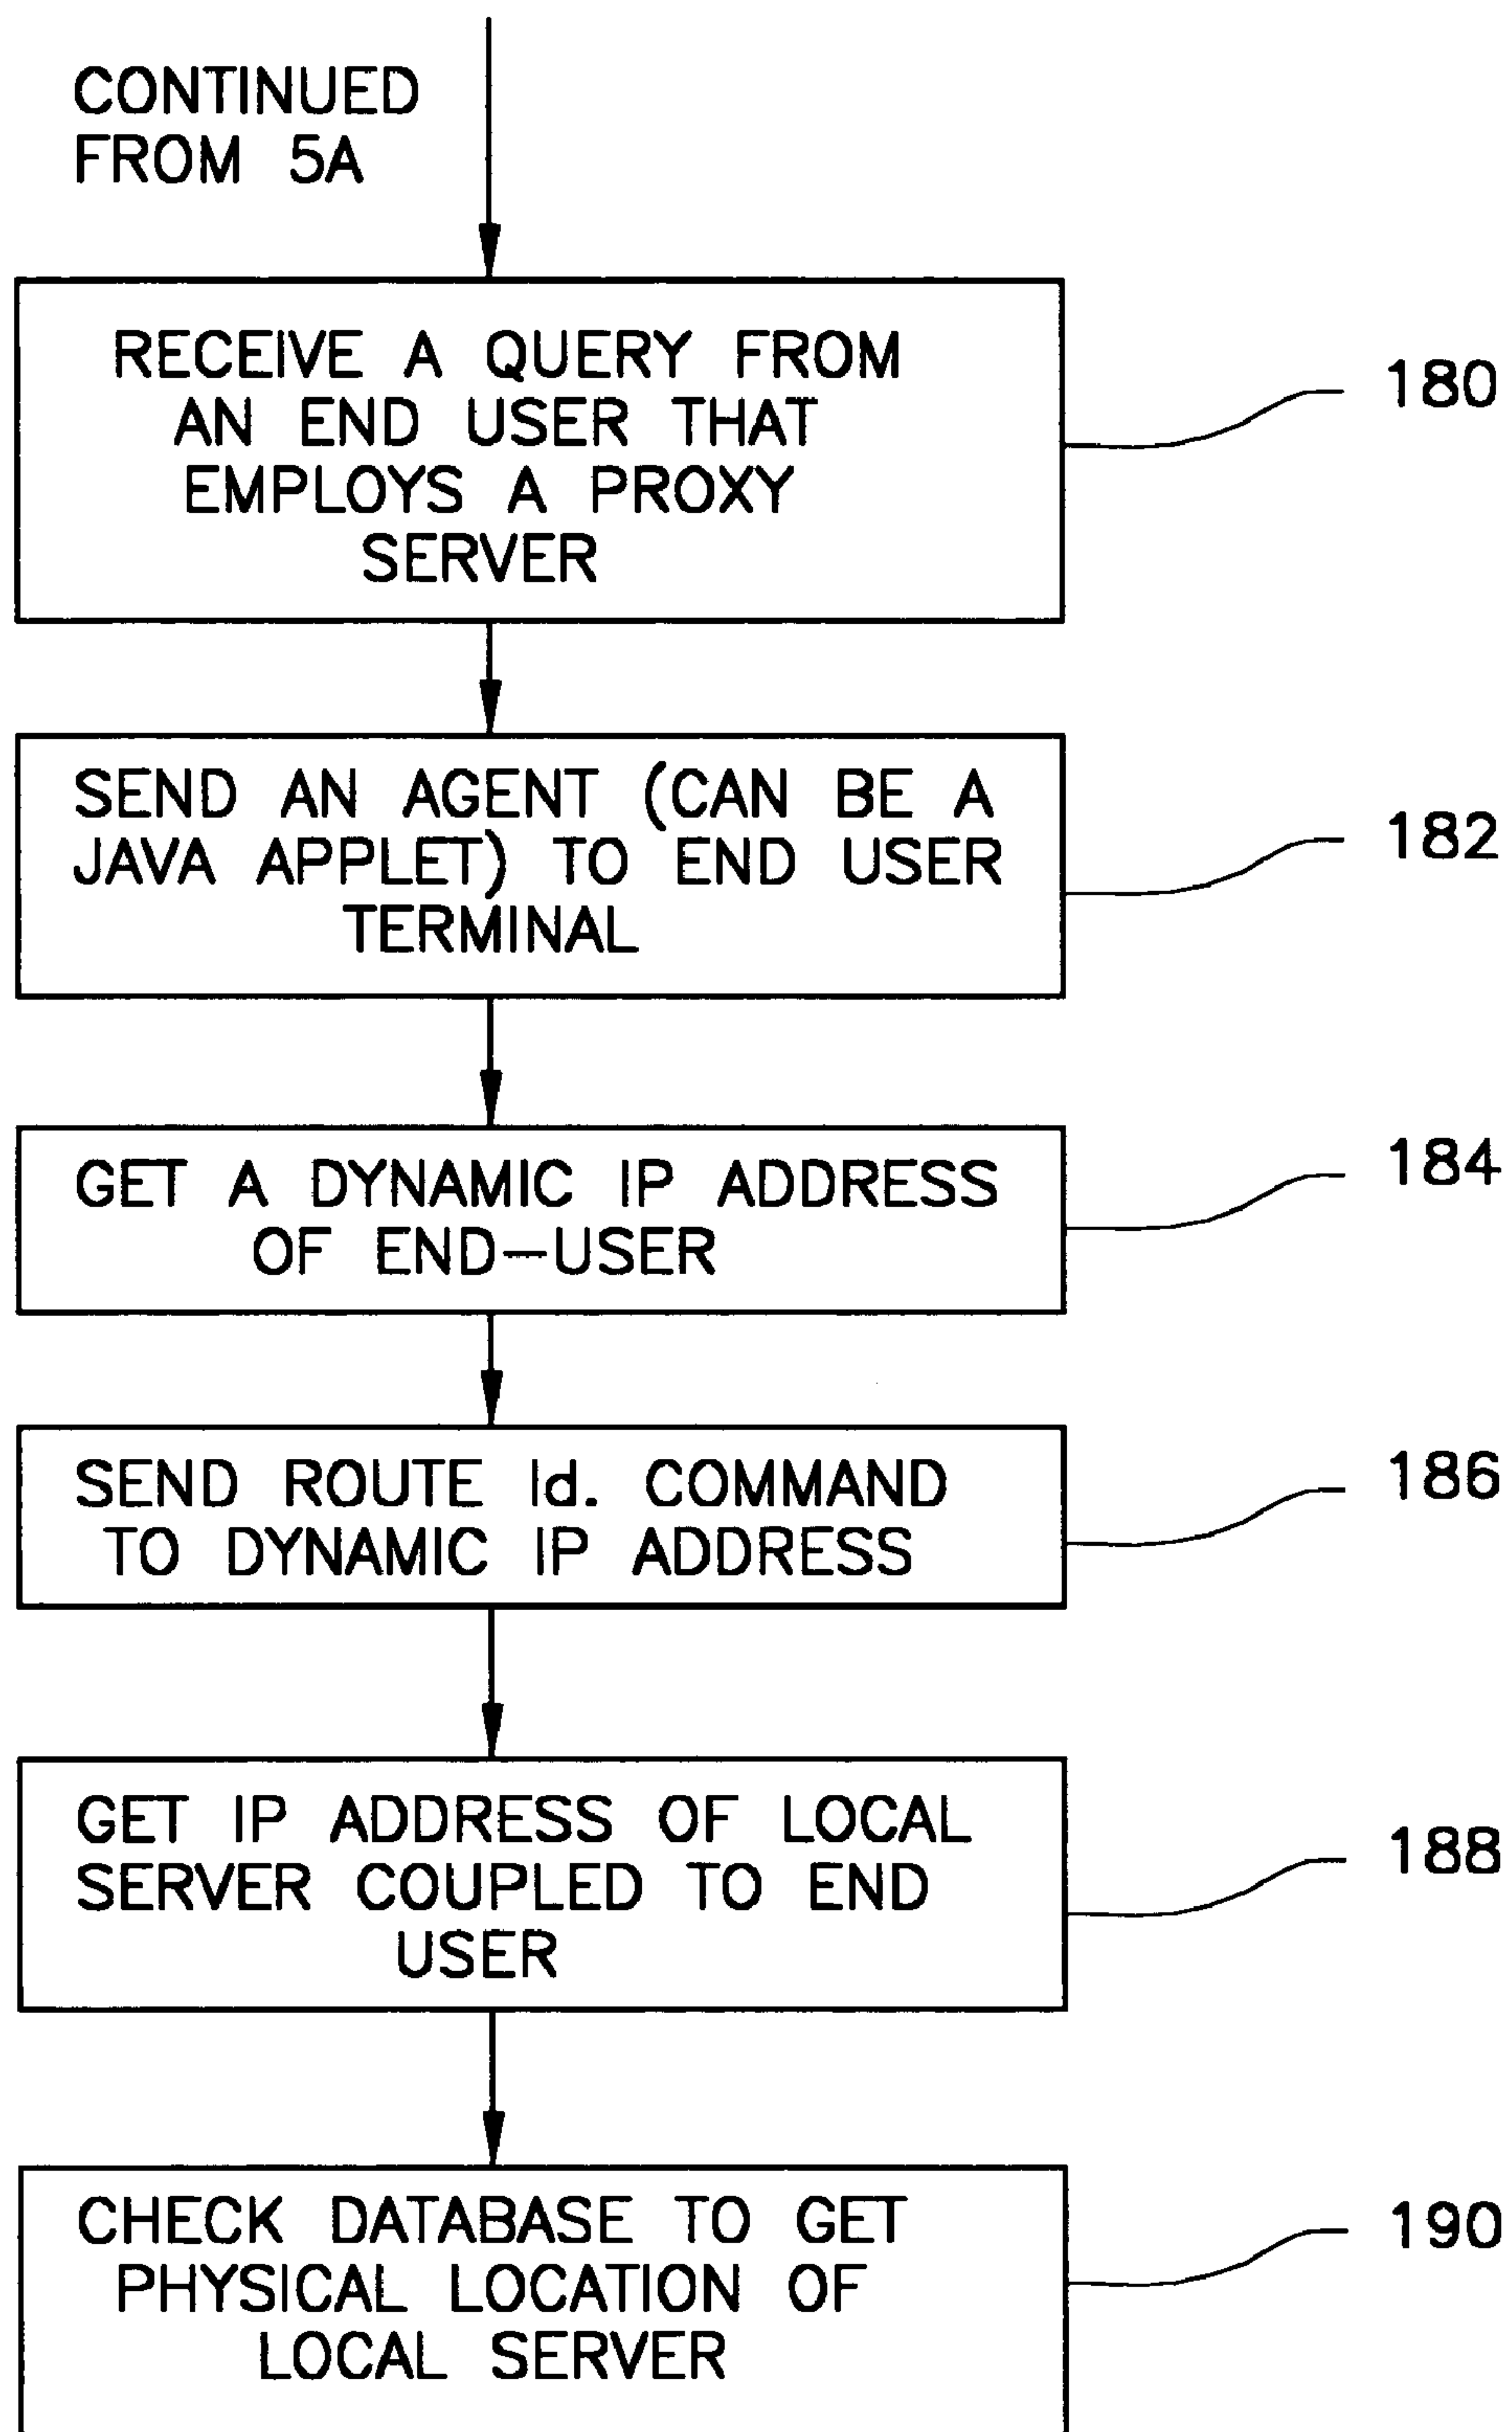 CONTINUED
FROM 5A
RECEIVE A QUERY FROM
AN END USER THAT
EMPLOYS A PROXY
SERVER
180
SEND AN AGENT (CAN BE A
JAVA APPLET) TO END USER
TERMINAL
182
GET A DYNAMIC IP ADDRESS
OF END-USER
184
SEND ROUTE Id. COMMAND
TO DYNAMIC IP ADDRESS
186
GET IP ADDRESS OF LOCAL
SERVER COUPLED TO END
USER
188
CHECK DATABASE TO GET
PHYSICAL LOCATION OF
LOCAL SERVER
190